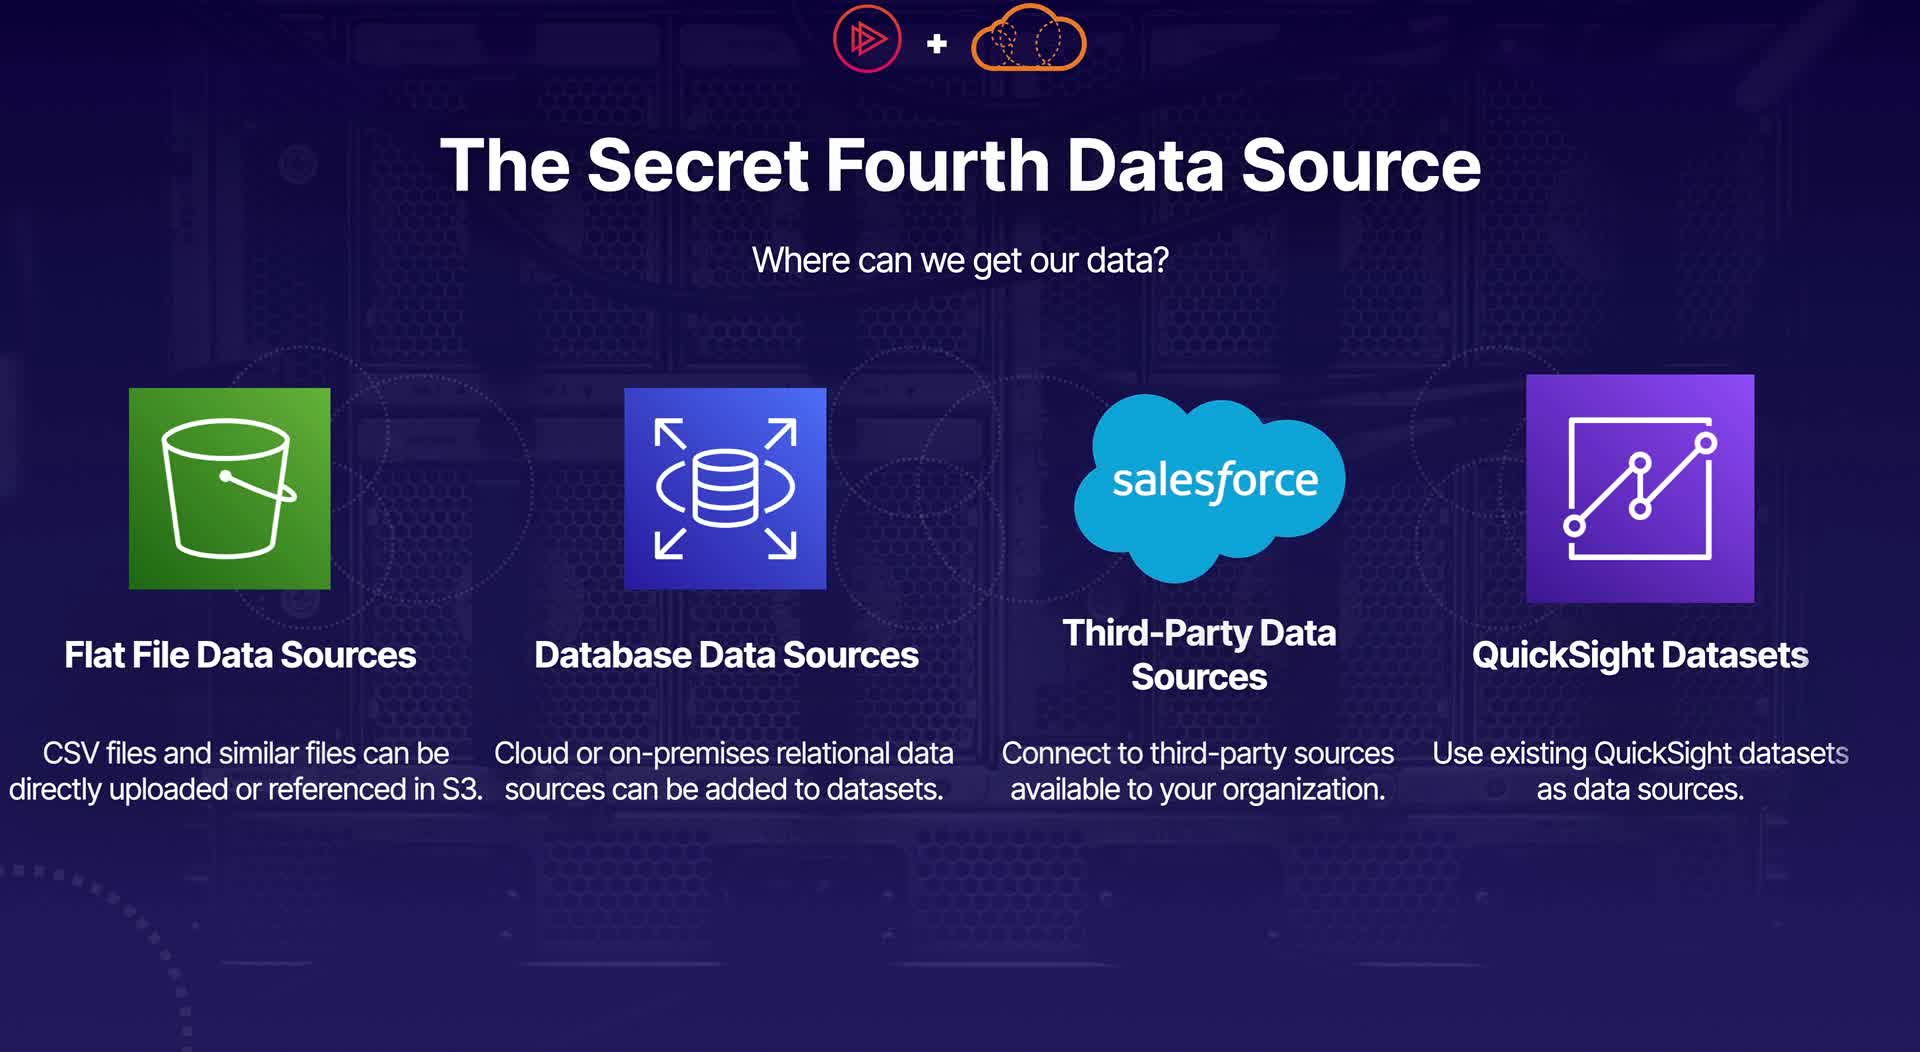 The Secret Fourth Data Source
Where can we get our data?
salesforce
Flat File Data Sources
Database Data Sources
Third-Party Data
Sources
QuickSight Datasets
CSV files and similar files can be
directly uploaded or referenced in S3.
Cloud or on-premises relational data
sources can be added to datasets.
Connect to third-party sources
available to your organization.
Use existing QuickSight datasets
as data sources.